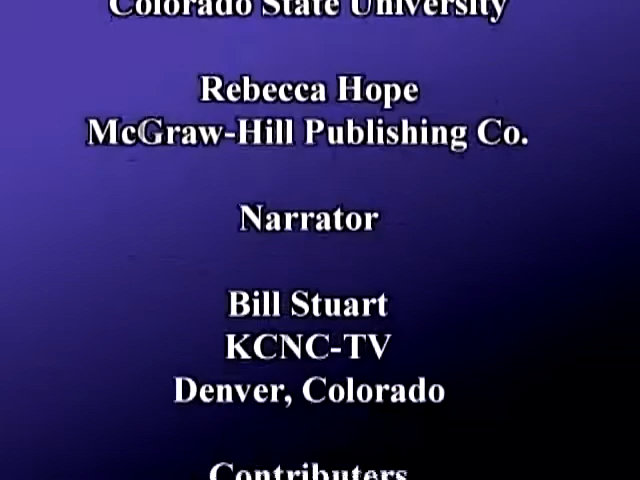 Colorado State University
Rebecca Hope
McGraw-Hill Publishing Co.
Narrator
Bill Stuart
KCNC-TV
Denver, Colorado
Contributers